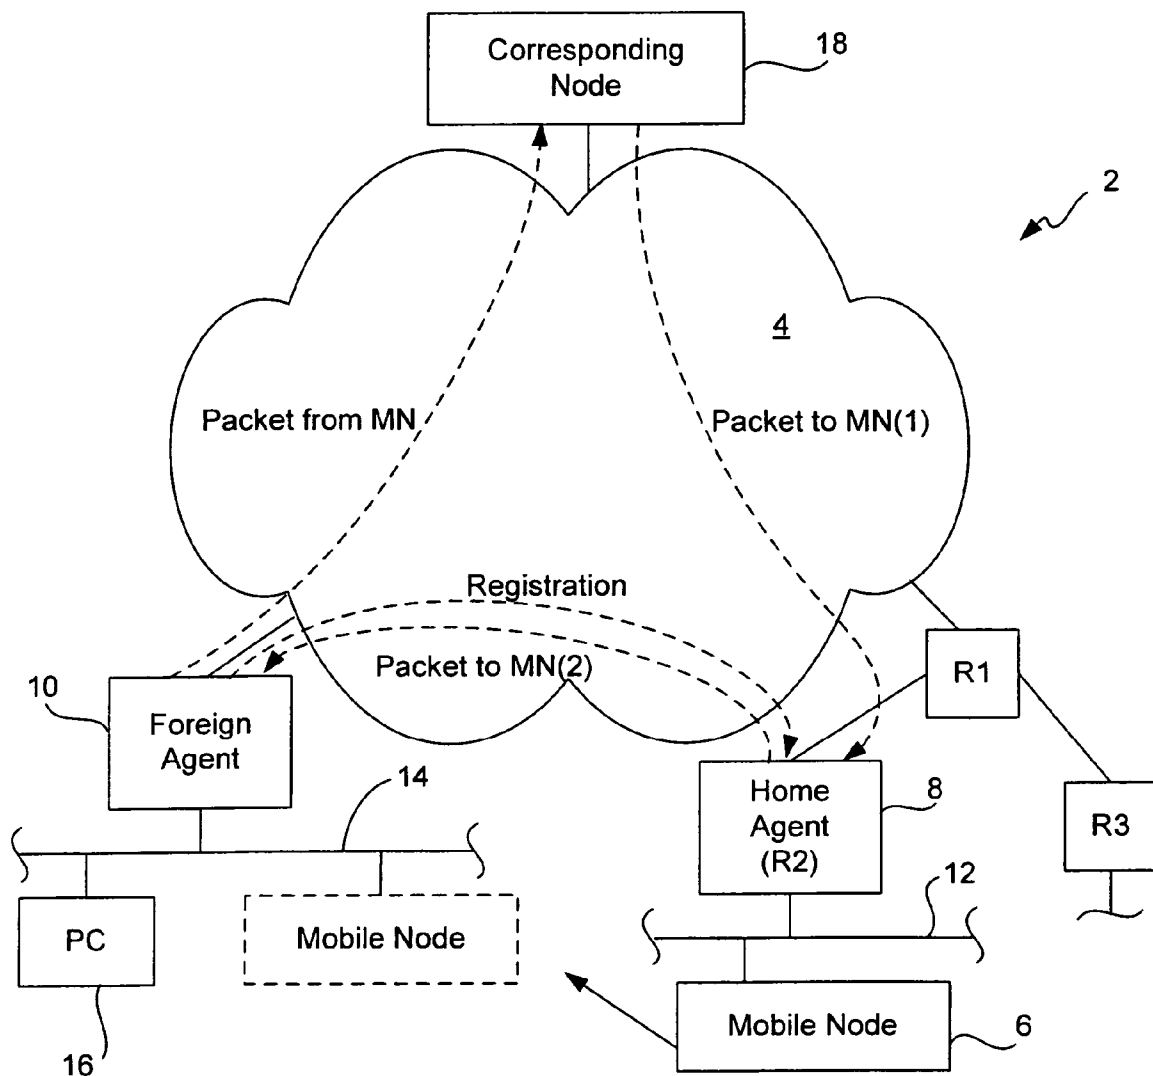 Corresponding
Node
18
2
4
Packet from MN
Packet to MN(1)
Registration
Packet to MN(2)
R1
10
Foreign
Agent
14
Home
Agent
(R2)
8
R3
12
PC
Mobile Node
Mobile Node
6
16